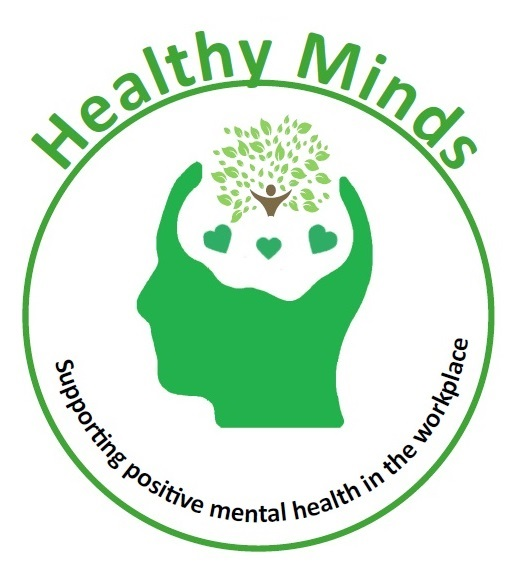 Healthy Minds
Supporting positive mental health in the workplace